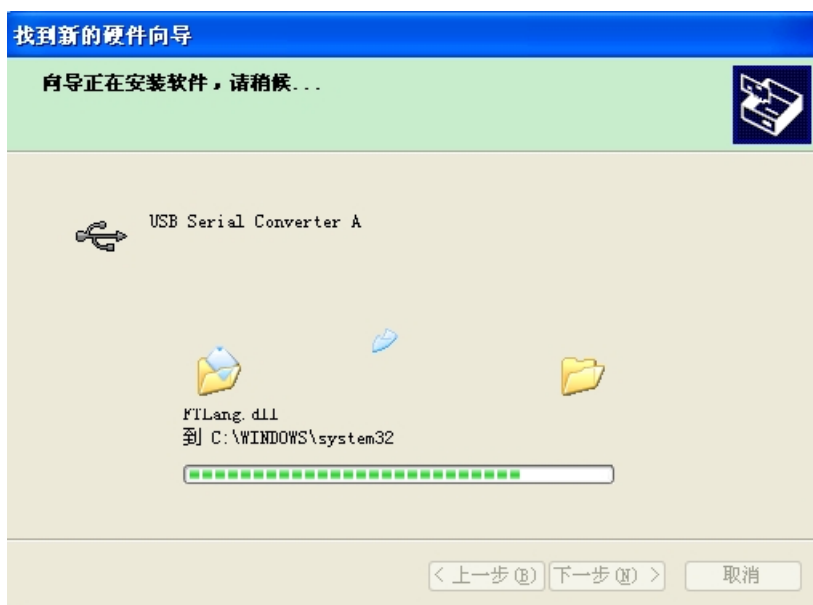 找到新的硬件向导
向导正在安装软件，请稍候...
USB Serial Converter A
FTLang.dll
到 C:\WINDOWS\system32
< 上一步(B) 下一步(N) > 取消